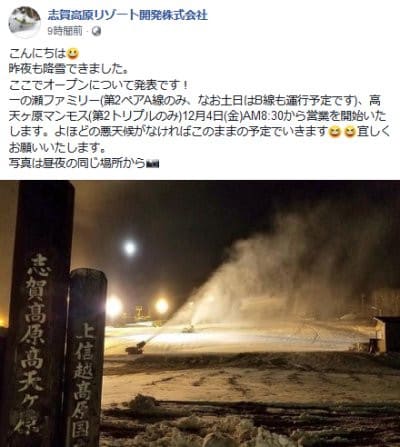 志賀高原リゾート開発株式会社
9時間前
こんにちは😃
昨夜も降雪できました。
ここでオープンについて発表です！
一の瀬ファミリー(第2ペアA線のみ、なお土日はB線も運行予定です)、高
天ヶ原マンモス(第2トリプルのみ)12月4日(金)AM8:30から営業を開始いた
します。よほどの悪天候がなければこのままの予定でいきます😄😄宜しく
お願いいたします。
写真は昼夜の同じ場所から📷
志賀高原高天ヶ原
上信越高原国